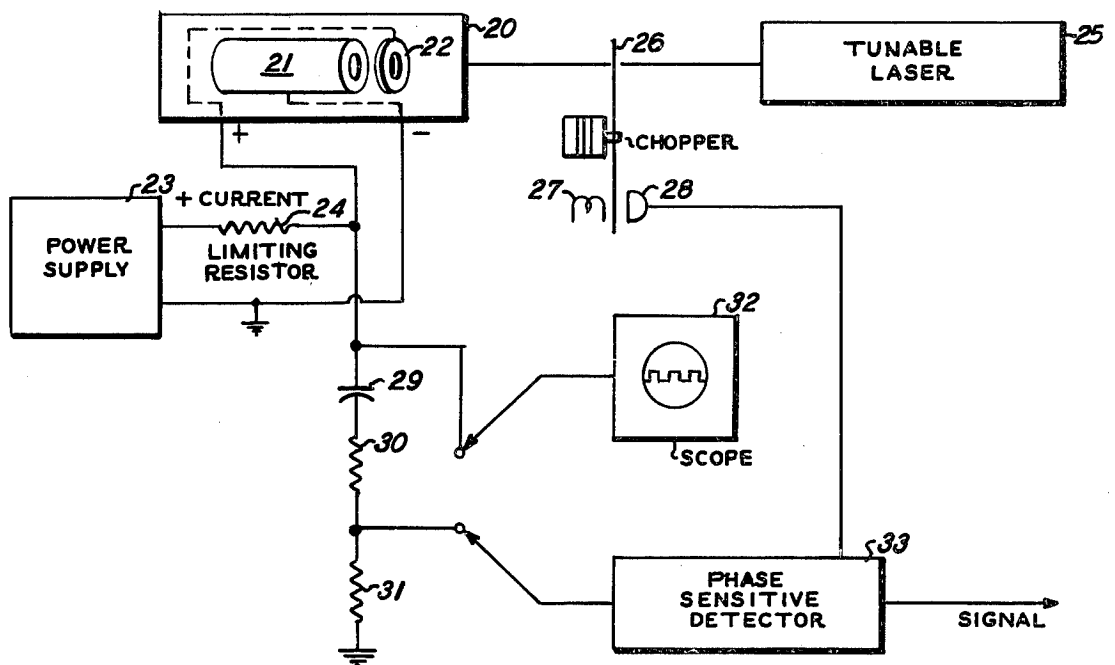 20
22
21
+
-
26
25
TUNABLE
LASER
CHOPPER
27
28
23
+ CURRENT
24
LIMITING
RESISTOR
POWER
SUPPLY
32
29
30
SCOPE
31
33
PHASE
SENSITIVE
DETECTOR
SIGNAL